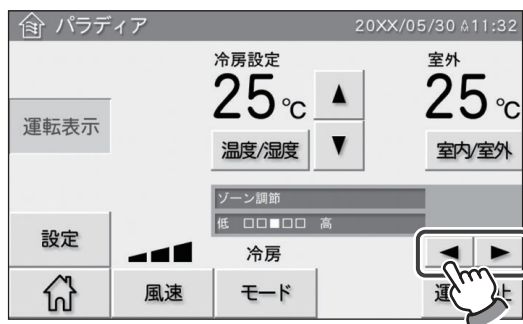 パラディア 20XX/05/30 11:32
冷房設定 室外
25℃ ▲ 25℃
運転表示
温度/湿度 ▼ 室内/室外
ゾーン調節
低 □□■□□ 高
設定 冷房 ◀ ▶
風速 モード